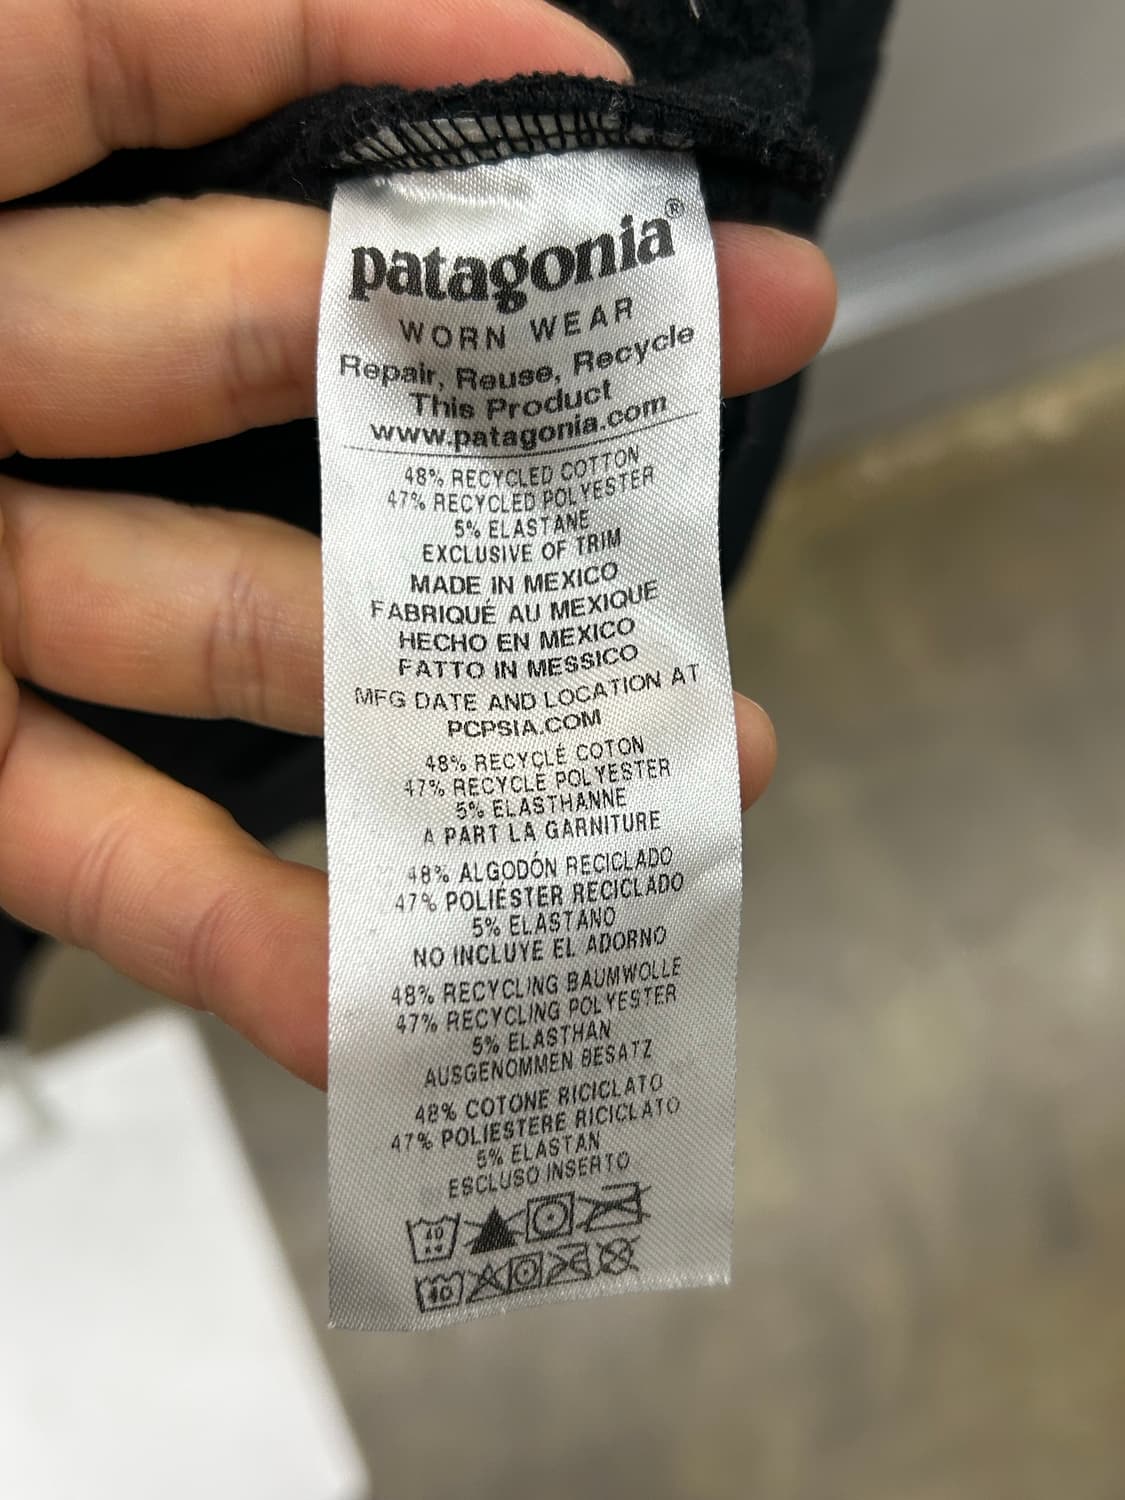 patagonia®
WORN WEAR
Repair, Reuse, Recycle
This Product
www.patagonia.com
48% RECYCLED COTTON
47% RECYCLED POLYESTER
5% ELASTANE
EXCLUSIVE OF TRIM
MADE IN MEXICO
FABRIQUÉ AU MEXIQUE
HECHO EN MEXICO
FATTO IN MESSICO
MFG DATE AND LOCATION AT
PCPSIA.COM
48% RECYCLÉ COTON
47% RECYCLÉ POLYESTER
5% ELASTHANNE
A PART LA GARNITURE
48% ALGODÓN RECICLADO
47% POLIÉSTER RECICLADO
5% ELASTANO
NO INCLUYE EL ADORNO
48% RECYCLING BAUMWOLLE
47% RECYCLING POLYESTER
5% ELASTHAN
AUSGENOMMEN BESATZ
48% COTONE RICICLATO
47% POLIESTERE RICICLATO
5% ELASTAN
ESCLUSO INSERTO
40
40